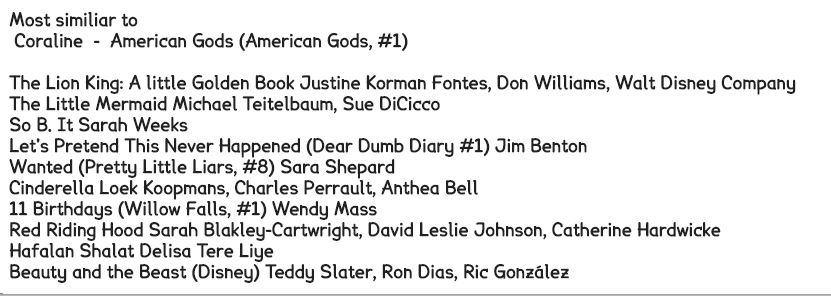 Most similiar to
Coraline - American Gods (American Gods, #1)
The Lion King: A little Golden Book Justine Korman Fontes, Don Williams, Walt Disney Company
The Little Mermaid Michael Teitelbaum, Sue DiCicco
So B. It Sarah Weeks
Let's Pretend This Never Happened (Dear Dumb Diary #1) Jim Benton
Wanted (Pretty Little Liars, #8) Sara Shepard
Cinderella Loek Koopmans, Charles Perrault, Anthea Bell
11 Birthdays (Willow Falls, #1) Wendy Mass
Red Riding Hood Sarah Blakley-Cartwright, David Leslie Johnson, Catherine Hardwicke
Hafalan Shalat Delisa Tere Liye
Beauty and the Beast (Disney) Teddy Slater, Ron Dias, Ric González